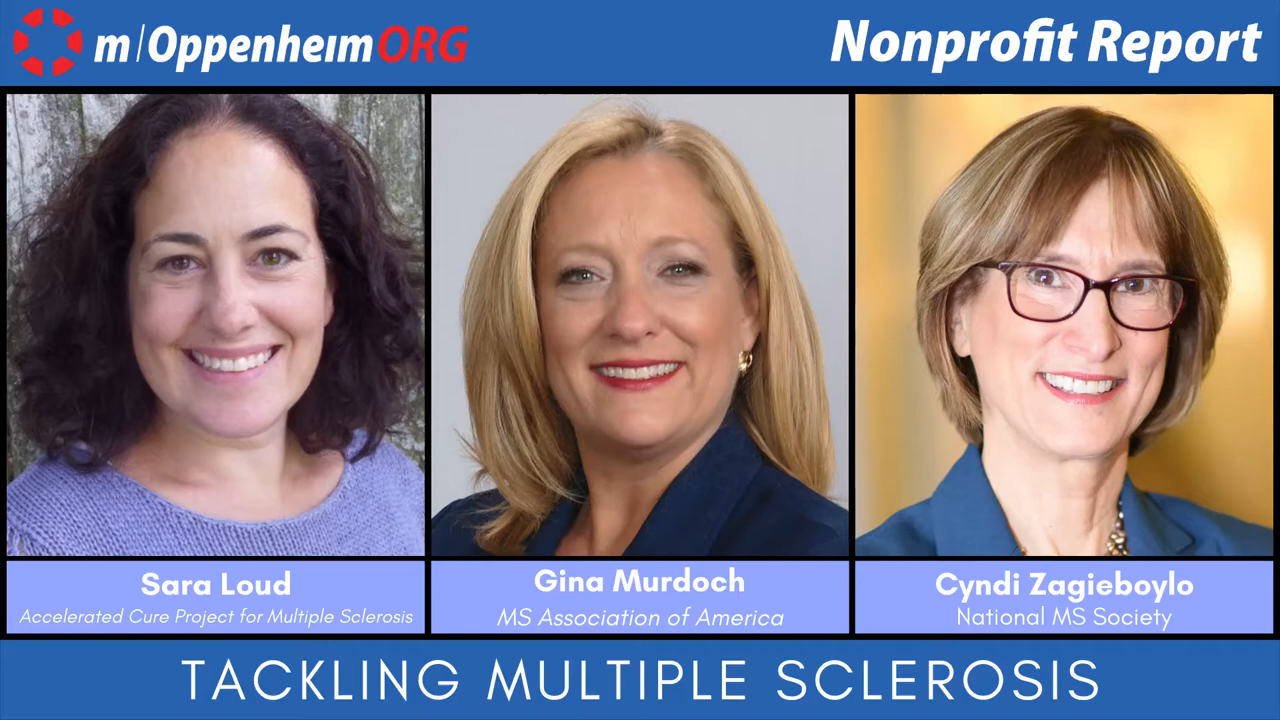 m|OppenheimORG
Nonprofit Report
Sara Loud
Accelerated Cure Project for Multiple Sclerosis
Gina Murdoch
MS Association of America
Cyndi Zagieboylo
National MS Society
TACKLING MULTIPLE SCLEROSIS